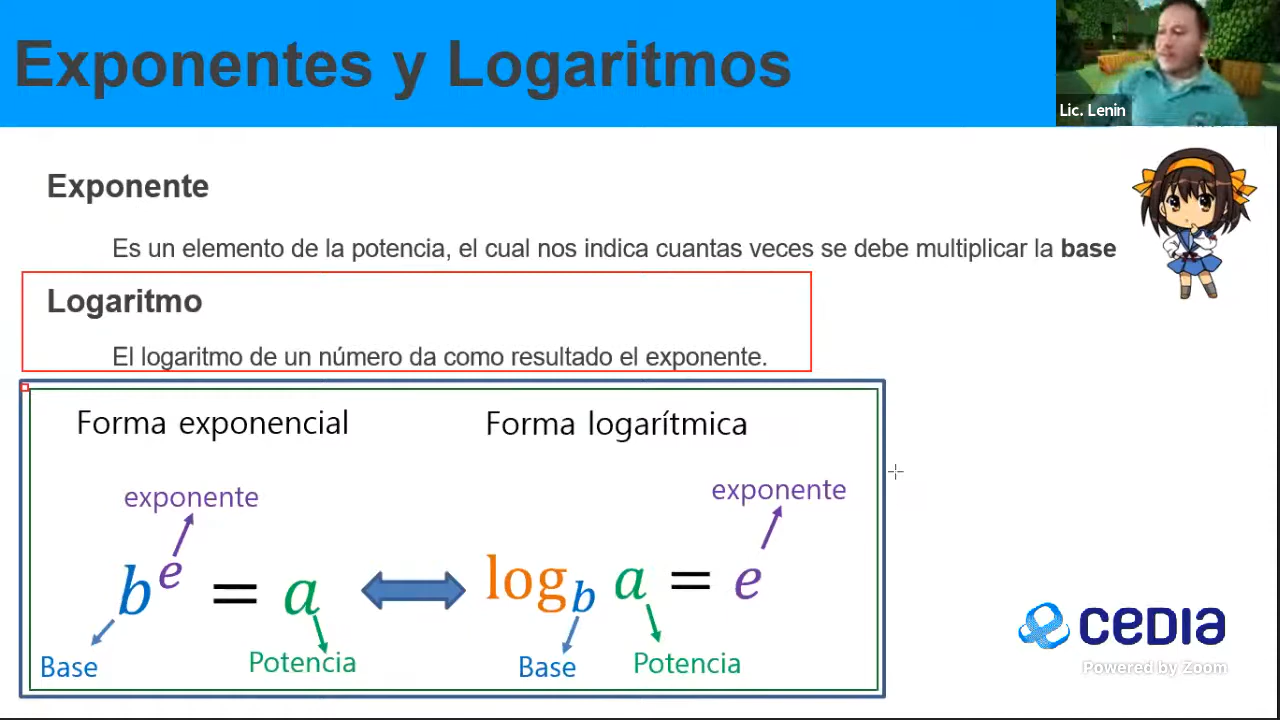 Exponentes y Logaritmos
Lic. Lenin
Exponente
Es un elemento de la potencia, el cual nos indica cuantas veces se debe multiplicar la base
Logaritmo
El logaritmo de un número da como resultado el exponente.
Forma exponencial
Forma logarítmica
exponente
exponente
b^e = a
log_b a = e
Base
Potencia
Base
Potencia
CEDIA
Powered by Zoom